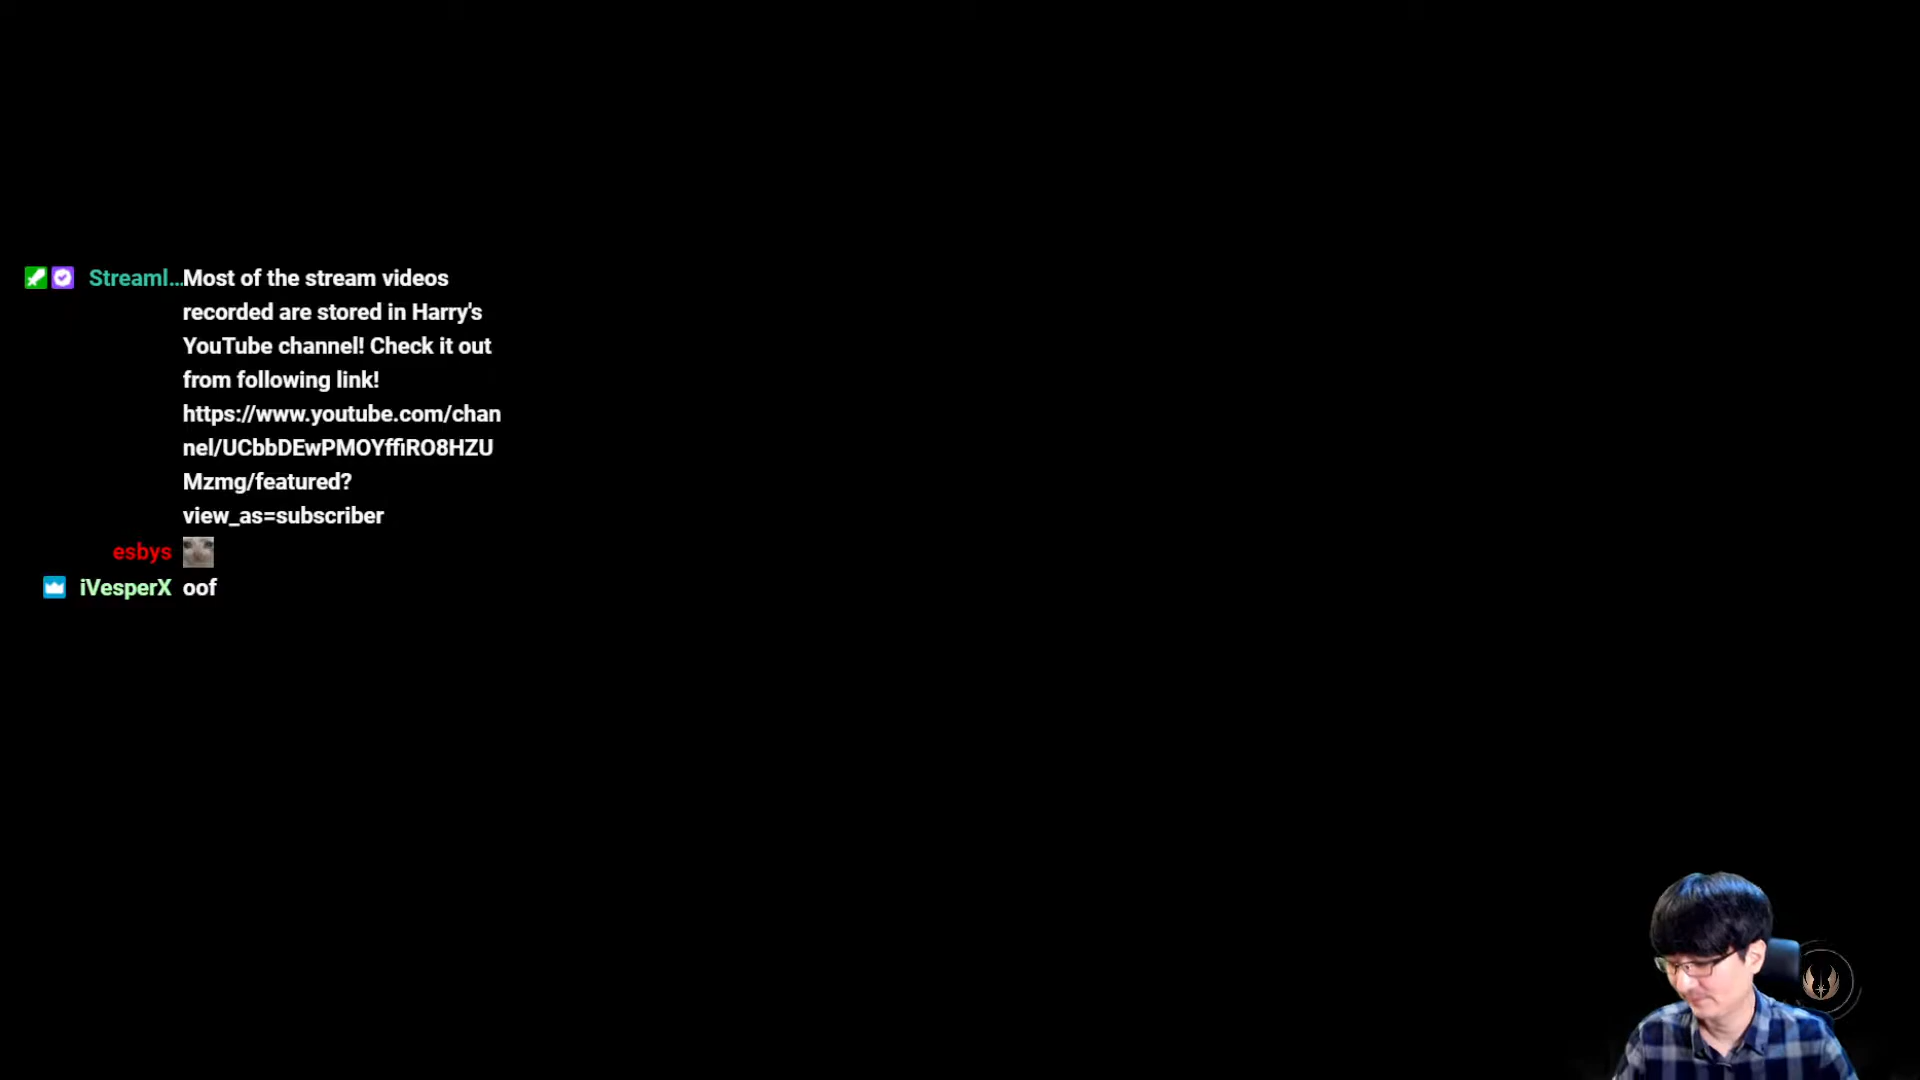 Streaml...Most of the stream videos
recorded are stored in Harry's
YouTube channel! Check it out
from following link!
https://www.youtube.com/chan
nel/UCbbDEwPMOYffiRO8HZU
Mzmg/featured?
view_as=subscriber
esbys
iVesperX oof